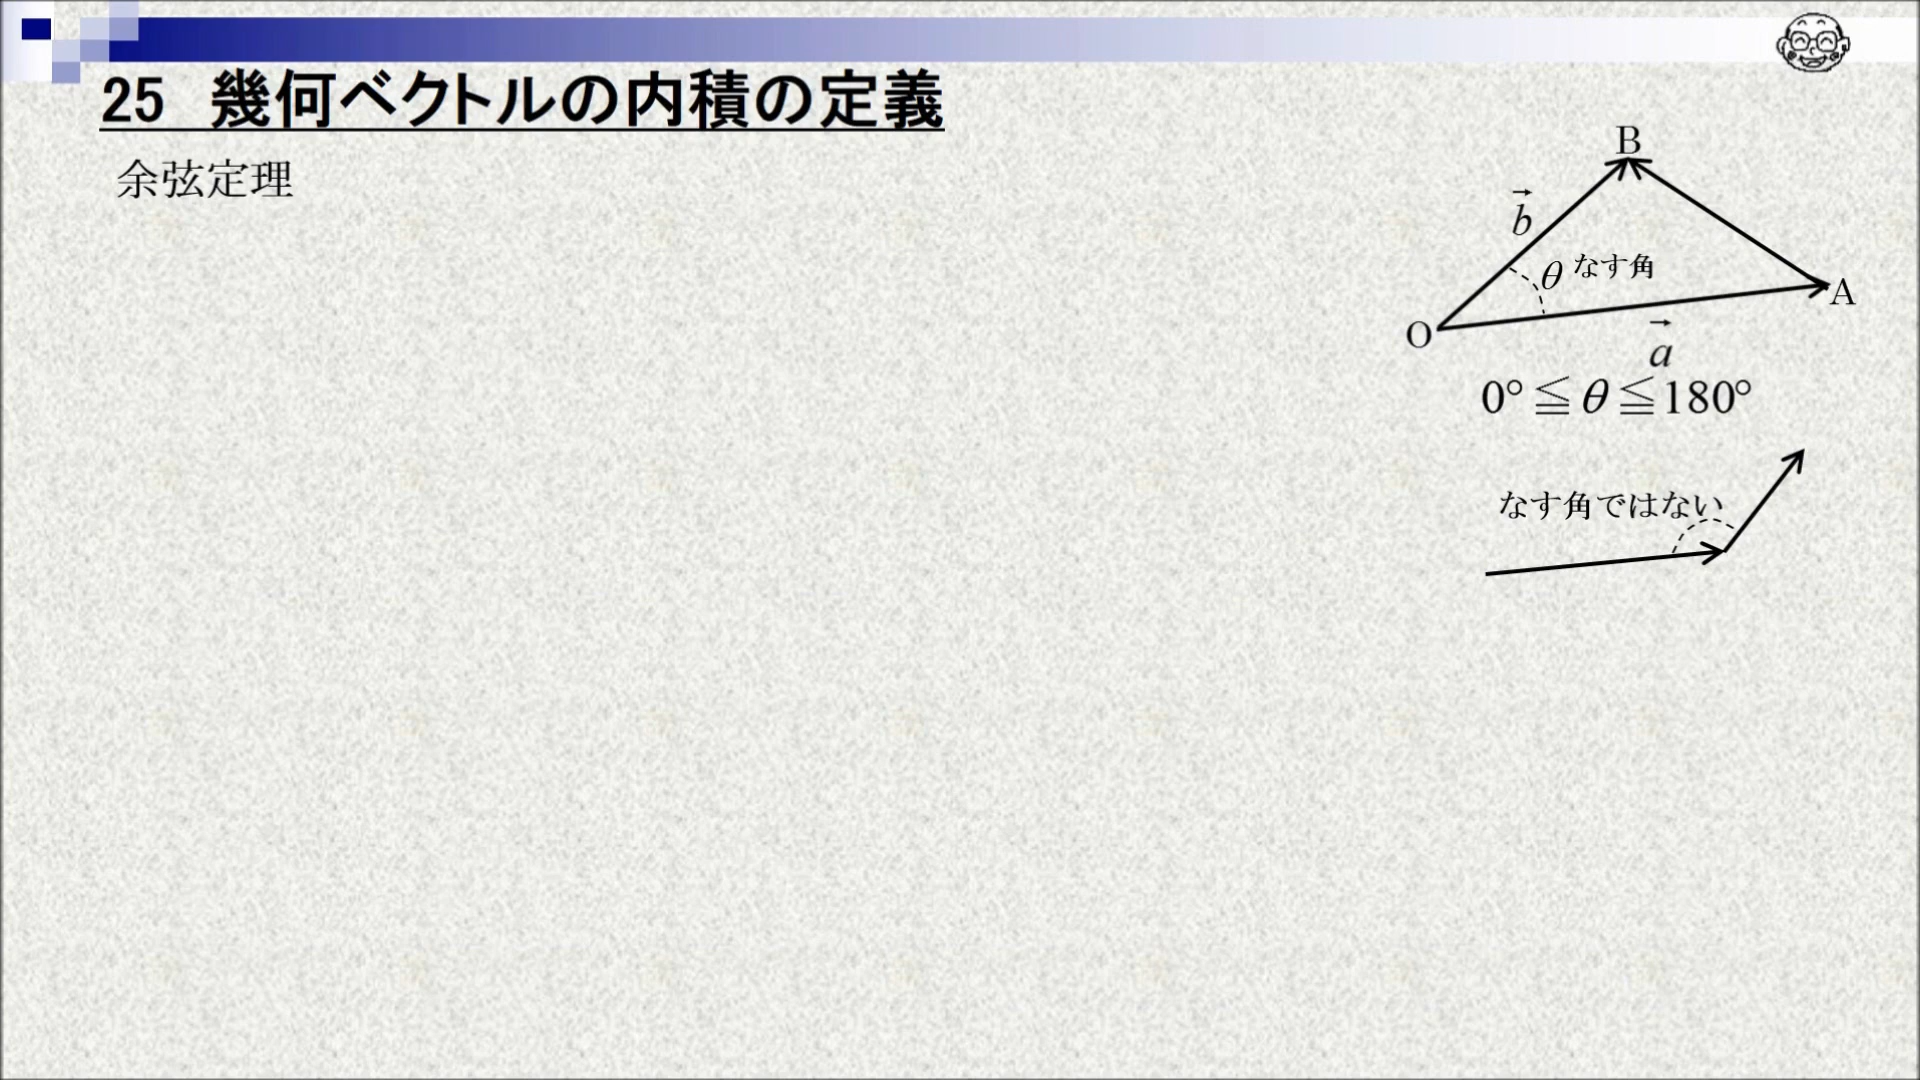 25 幾何ベクトルの内積の定義
余弦定理
B
b
θ なす角
A
O
a
0° ≦ θ ≦ 180°
なす角ではない